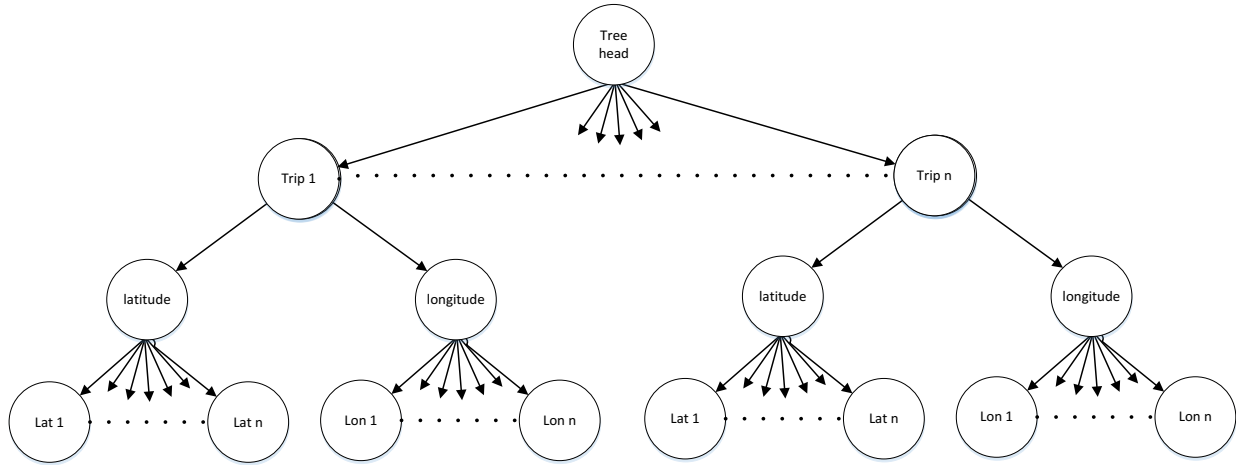 Tree
head
Trip 1
Trip n
latitude
longitude
latitude
longitude
Lat 1
Lat n
Lon 1
Lon n
Lat 1
Lat n
Lon 1
Lon n